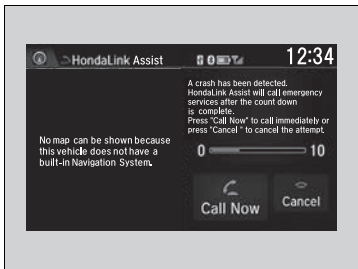 HondaLink Assist
12:34
A crash has been detected.
HondaLink Assist will call emergency
services after the count down
is complete.
Press "Call Now" to call immediately or
press "Cancel " to cancel the attempt.
No map can be shown because
this vehicle does not have a
built-in Navigation System.
0
10
Call Now
Cancel